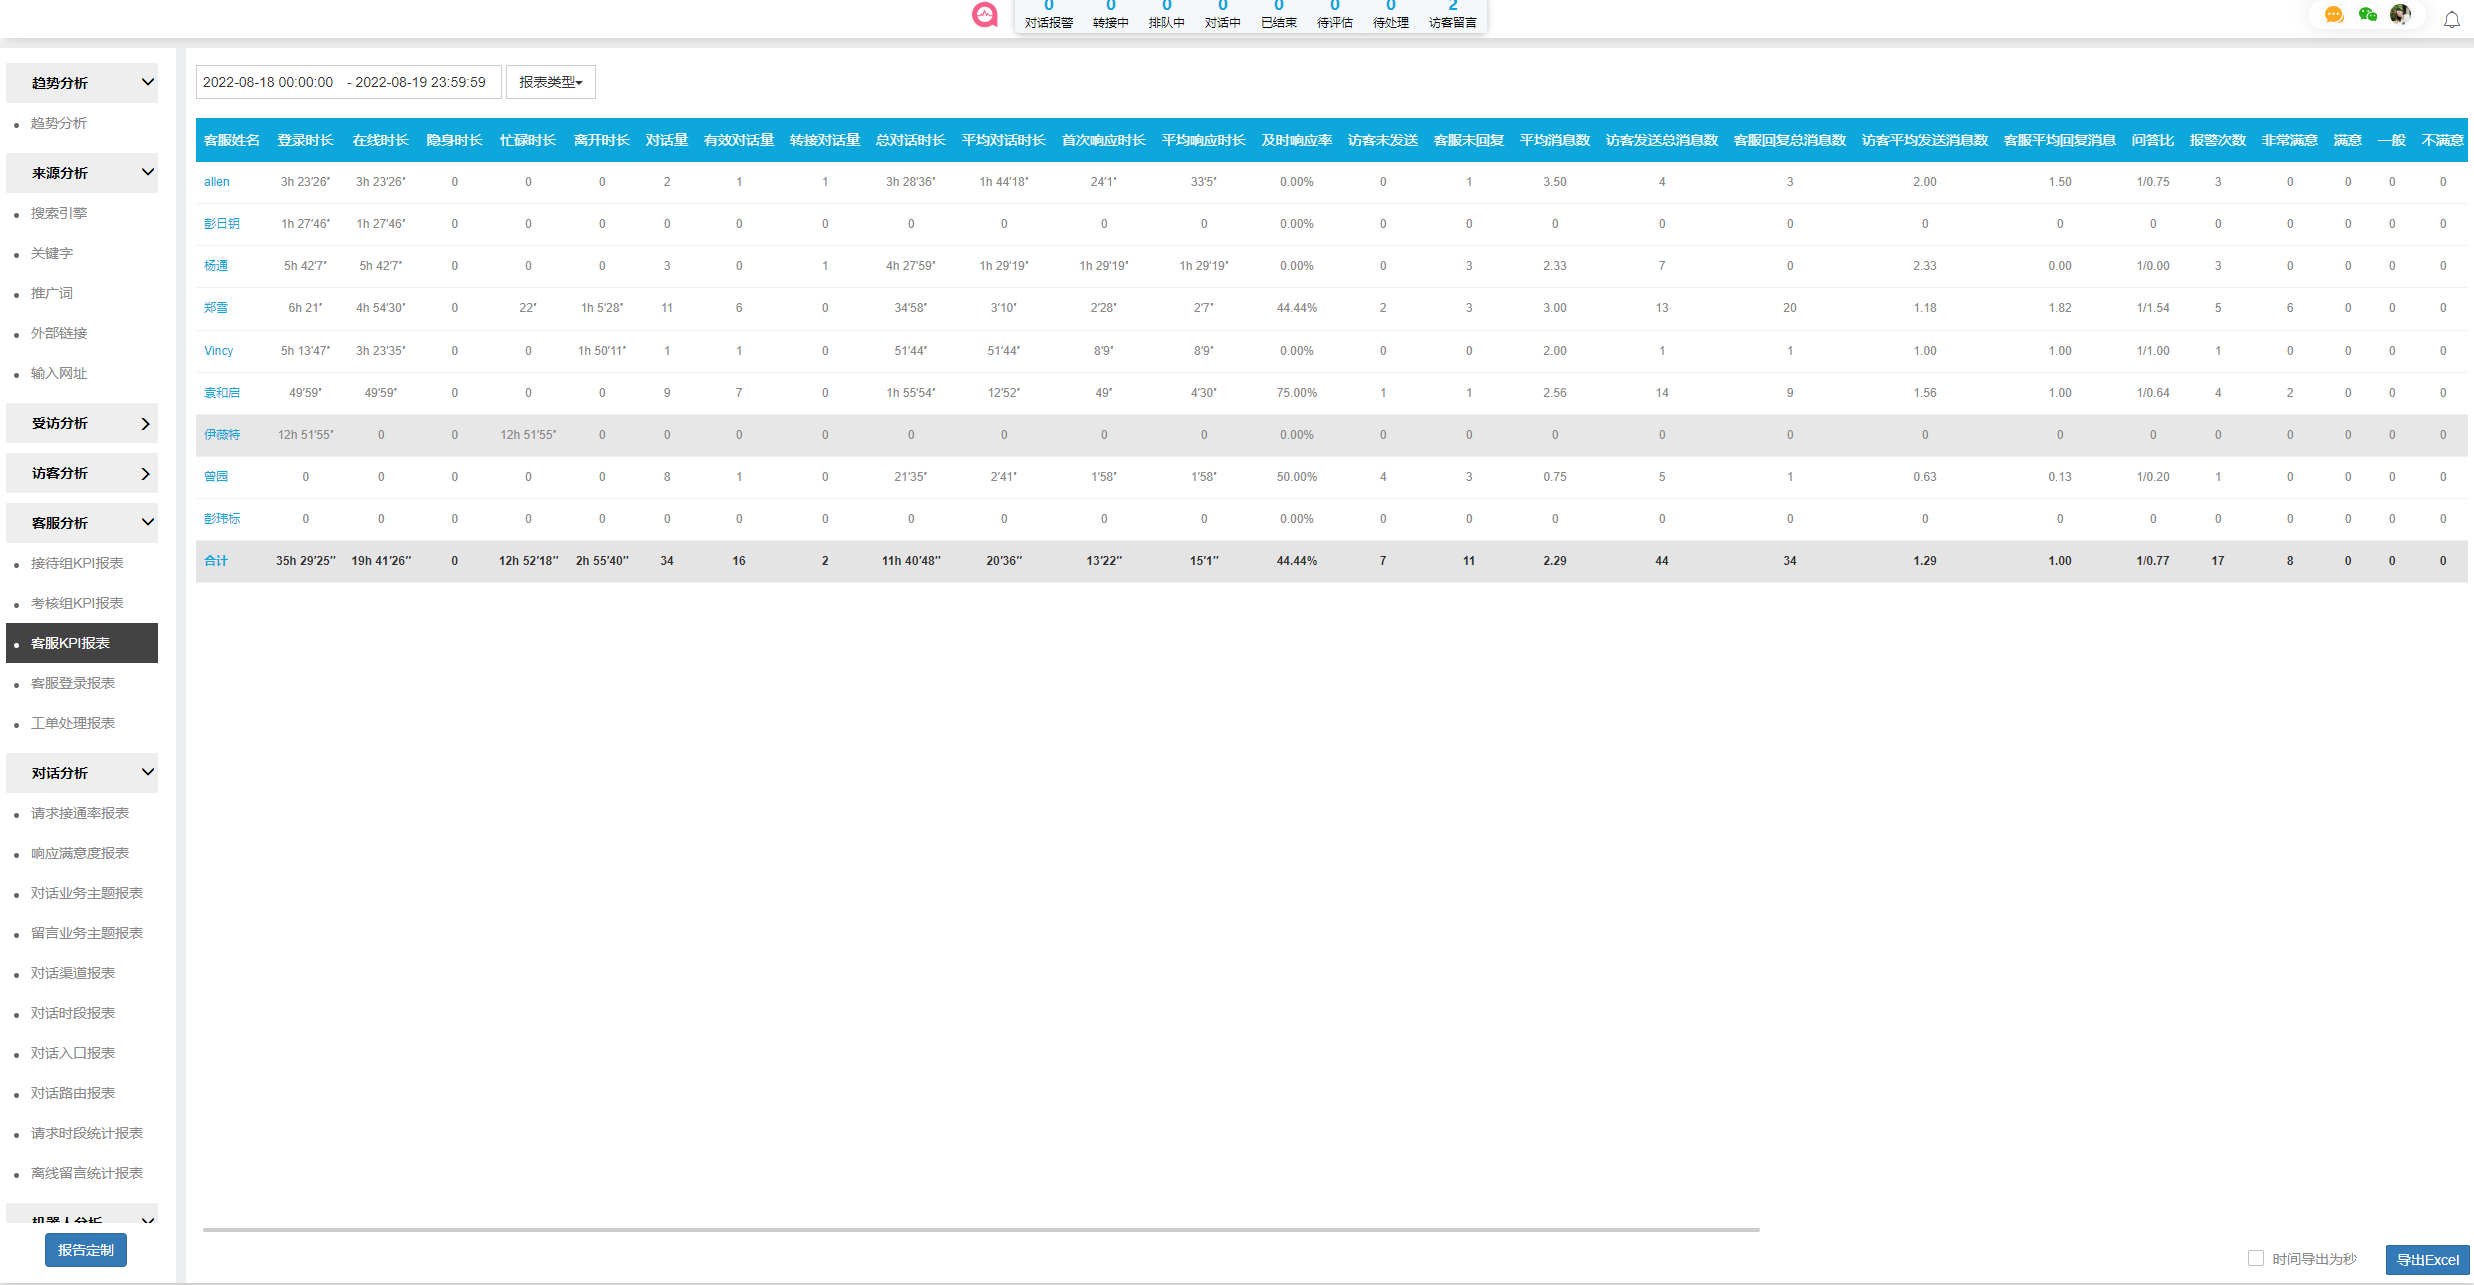 0 0 0 0 0 0 0 2
对话报警 转接中 排队中 对话中 已结束 待评估 待处理 访客留言
趋势分析
趋势分析
来源分析
搜索引擎
关键字
推广词
外部链接
输入网址
受访分析
访客分析
客服分析
接待组KPI报表
考核组KPI报表
客服KPI报表
客服登录报表
工单处理报表
对话分析
请求接通率报表
响应满意度报表
对话业务主题报表
留言业务主题报表
对话渠道报表
对话时段报表
对话入口报表
对话路由报表
请求时段统计报表
离线留言统计报表
机器人分析
报告定制
2022-08-18 00:00:00 - 2022-08-19 23:59:59 报表类型
客服姓名 登录时长 在线时长 隐身时长 忙碌时长 离开时长 对话量 有效对话量 转接对话量 总对话时长 平均对话时长 首次响应时长 平均响应时长 及时响应率 访客未发送 客服未回复 平均消息数 访客发送总消息数 客服回复总消息数 访客平均发送消息数 客服平均回复消息 问答比 报警次数 非常满意 满意 一般 不满意
allen 3h 23'26" 3h 23'26" 0 0 0 2 1 1 3h 28'36" 1h 44'18" 24'1" 33'5" 0.00% 0 1 3.50 4 3 2.00 1.50 1/0.75 3 0 0 0 0
彭日钥 1h 27'46" 1h 27'46" 0 0 0 0 0 0 0 0 0 0 0.00% 0 0 0 0 0 0 0 0 0 0 0 0 0
杨通 5h 42'7" 5h 42'7" 0 0 0 3 0 1 4h 27'59" 1h 29'19" 1h 29'19" 1h 29'19" 0.00% 0 3 2.33 7 0 2.33 0.00 1/0.00 3 0 0 0 0
郑雪 6h 21" 4h 54'30" 0 22" 1h 5'28" 11 6 0 34'58" 3'10" 2'28" 2'7" 44.44% 2 3 3.00 13 20 1.18 1.82 1/1.54 5 6 0 0 0
Vincy 5h 13'47" 3h 23'35" 0 0 1h 50'11" 1 1 0 51'44" 51'44" 8'9" 8'9" 0.00% 0 0 2.00 1 1 1.00 1.00 1/1.00 1 0 0 0 0
袁和启 49'59" 49'59" 0 0 0 9 7 0 1h 55'54" 12'52" 49" 4'30" 75.00% 1 1 2.56 14 9 1.56 1.00 1/0.64 4 2 0 0 0
伊薇特 12h 51'55" 0 0 12h 51'55" 0 0 0 0 0 0 0 0 0.00% 0 0 0 0 0 0 0 0 0 0 0 0 0
曾园 0 0 0 0 0 8 1 0 21'35" 2'41" 1'58" 1'58" 50.00% 4 3 0.75 5 1 0.63 0.13 1/0.20 1 0 0 0 0
彭玮标 0 0 0 0 0 0 0 0 0 0 0 0 0.00% 0 0 0 0 0 0 0 0 0 0 0 0 0
合计 35h 29'25" 19h 41'26" 0 12h 52'18" 2h 55'40" 34 16 2 11h 40'48" 20'36" 13'22" 15'1" 44.44% 7 11 2.29 44 34 1.29 1.00 1/0.77 17 8 0 0 0
时间导出为秒 导出Excel